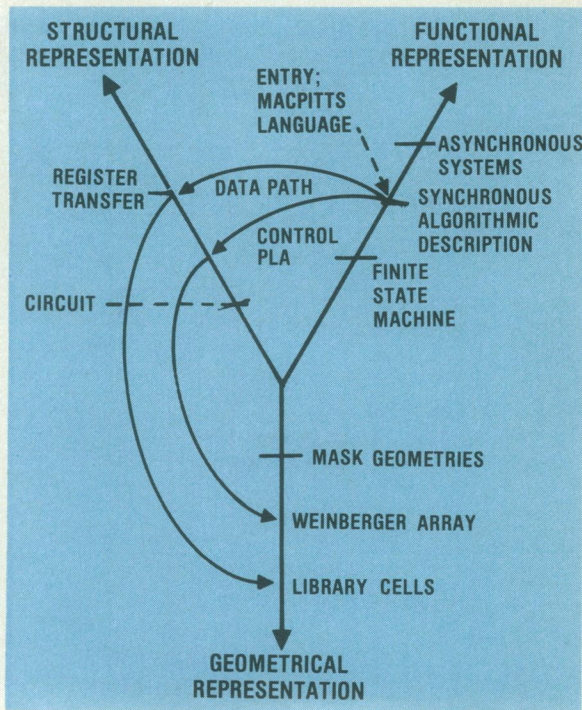 STRUCTURAL
REPRESENTATION
FUNCTIONAL
REPRESENTATION
ENTRY;
MACPITTS
LANGUAGE
ASYNCHRONOUS
SYSTEMS
REGISTER
TRANSFER
DATA PATH
SYNCHRONOUS
ALGORITHMIC
DESCRIPTION
CONTROL
PLA
FINITE
STATE
MACHINE
CIRCUIT
MASK GEOMETRIES
WEINBERGER ARRAY
LIBRARY CELLS
GEOMETRICAL
REPRESENTATION